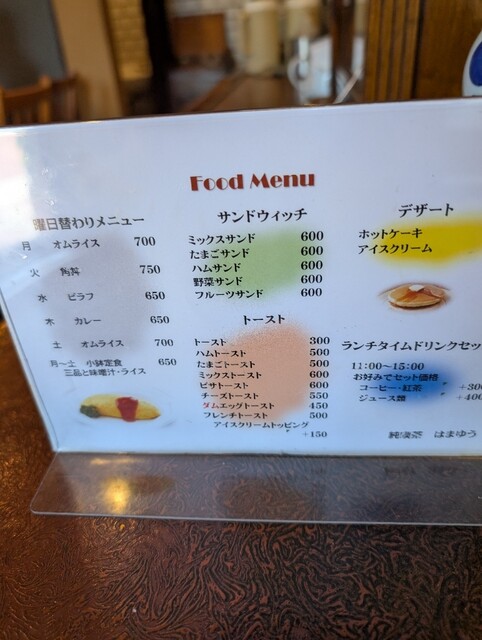 Food Menu
曜日替わりメニュー
月 オムライス 700
火 角丼 750
水 ピラフ 650
木 カレー 650
土 オムライス 700
月〜土 小鉢定食 650
三品と味噌汁・ライス
サンドウィッチ
ミックスサンド 600
たまごサンド 600
ハムサンド 600
野菜サンド 600
フルーツサンド 600
トースト
トースト 300
ハムトースト 500
たまごトースト 500
ミックストースト 600
ピザトースト 600
チーズトースト 550
ダムエッグトースト 450
フレンチトースト 500
アイスクリームトッピング
+150
デザート
ホットケーキ
アイスクリーム
ランチタイムドリンクセッ
11:00〜15:00
お好みでセット価格
コーヒー・紅茶 +30
ジュース類 +400
純喫茶 はまゆう